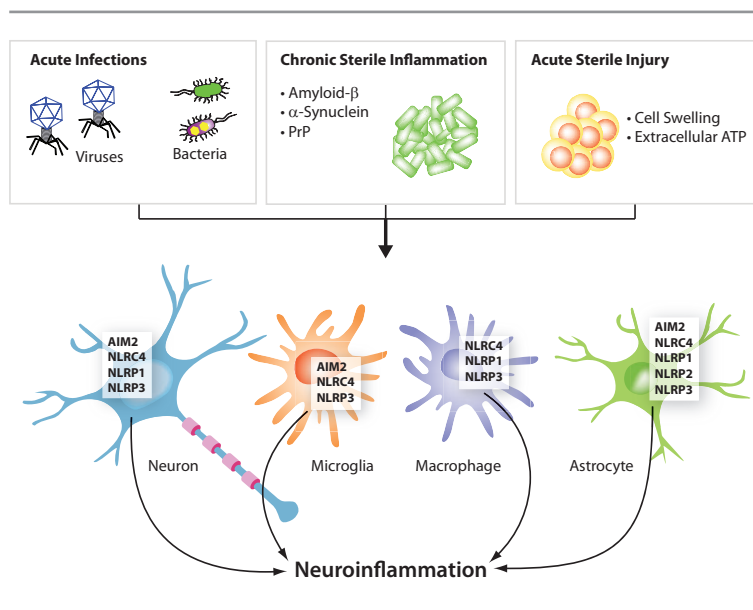 Acute Infections
Viruses
Bacteria
Chronic Sterile Inflammation
• Amyloid-β
• α-Synuclein
• PrP
Acute Sterile Injury
• Cell Swelling
• Extracellular ATP
AIM2
NLRC4
NLRP1
NLRP3
Neuron
AIM2
NLRC4
NLRP3
Microglia
NLRC4
NLRP1
NLRP3
Macrophage
AIM2
NLRC4
NLRP1
NLRP2
NLRP3
Astrocyte
Neuroinflammation